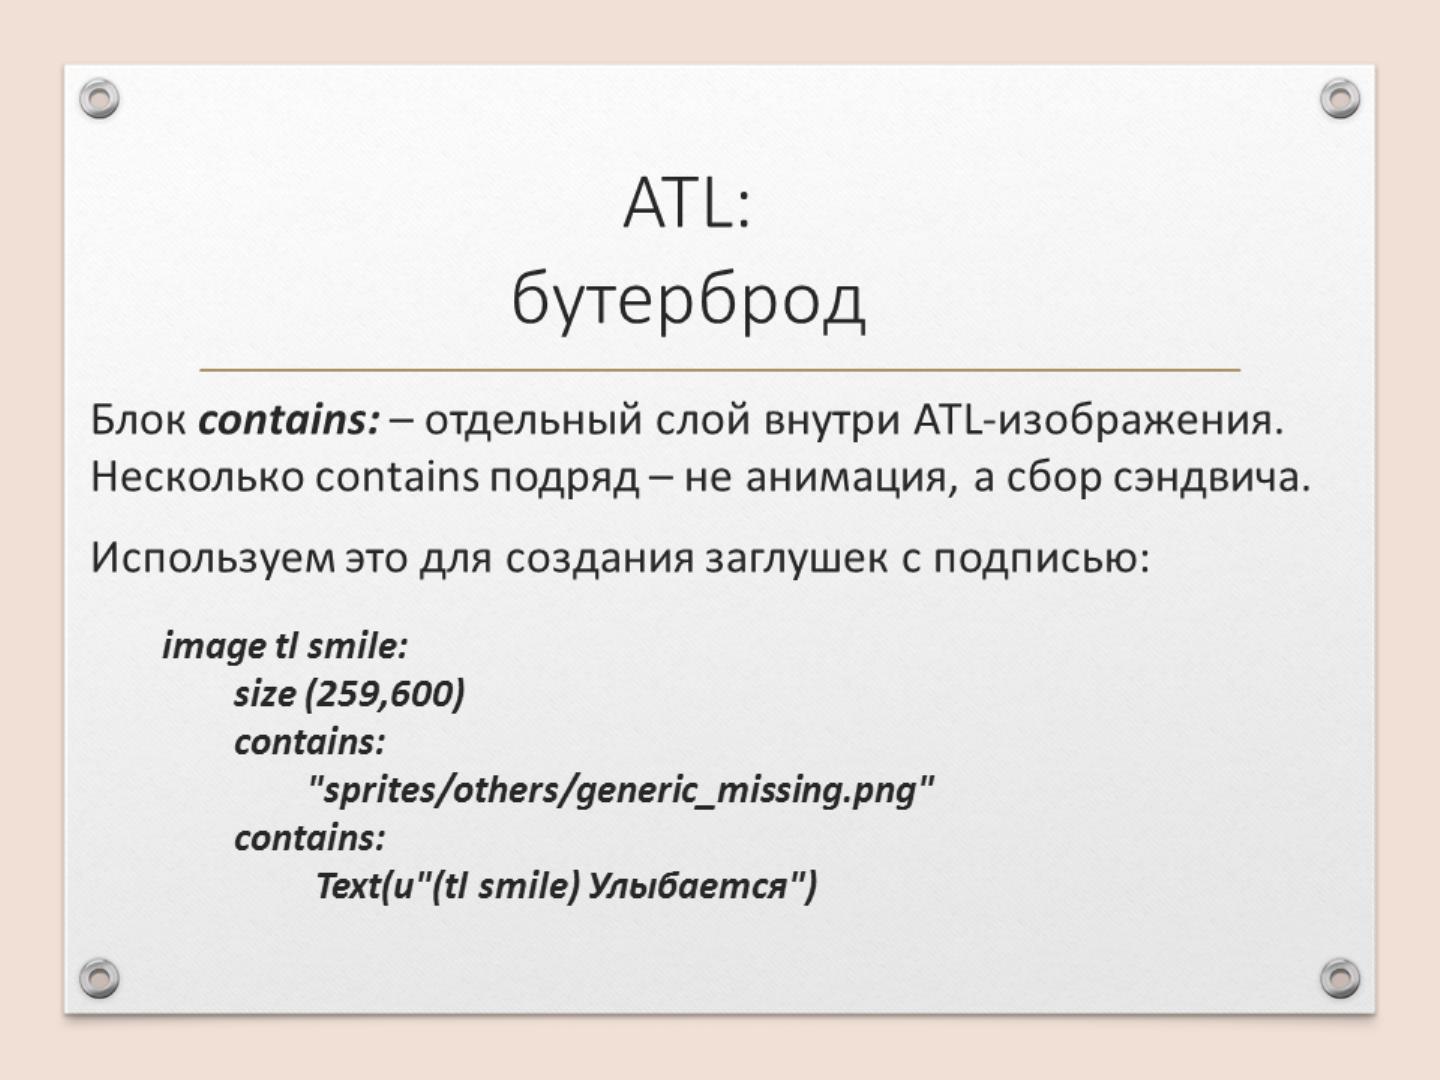 ATL:
бутерброд
Блок contains: – отдельный слой внутри ATL-изображения.
Несколько contains подряд – не анимация, а сбор сэндвича.
Используем это для создания заглушек с подписью:
image tl smile:
size (259,600)
contains:
"sprites/others/generic_missing.png"
contains:
Text(u"(tl smile) Улыбается")